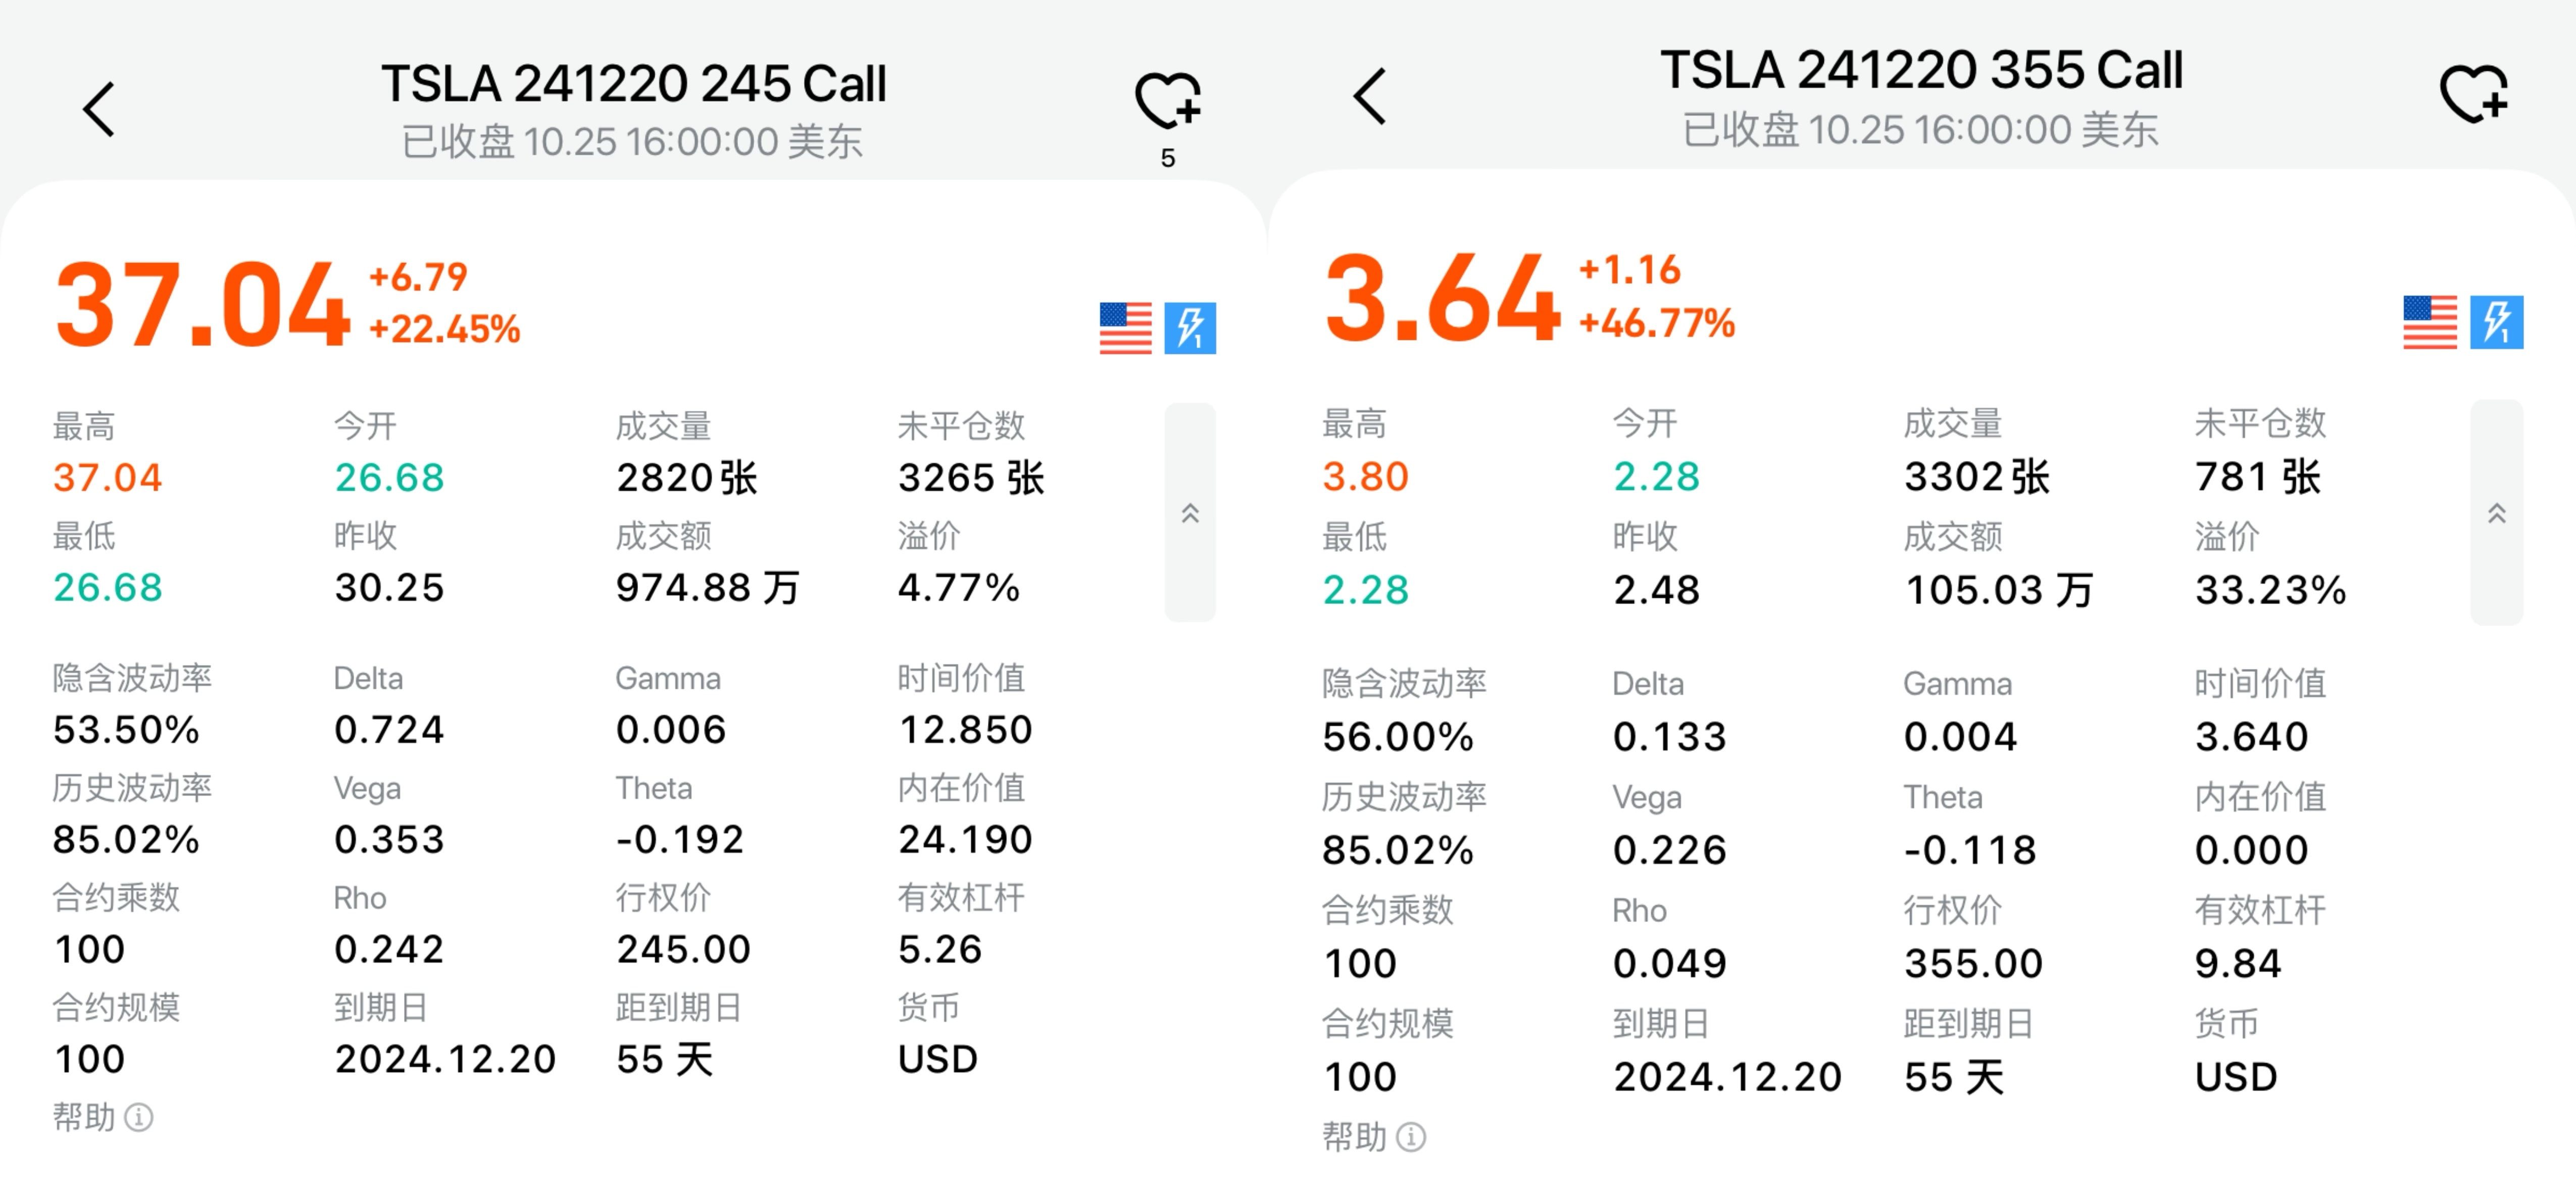 TSLA 241220 245 Call
已收盘 10.25 16:00:00 美东
5
37.04
+6.79
+22.45%
最高 今开 成交量 未平仓数
37.04 26.68 2820张 3265 张
最低 昨收 成交额 溢价
26.68 30.25 974.88 万 4.77%
隐含波动率 Delta Gamma 时间价值
53.50% 0.724 0.006 12.850
历史波动率 Vega Theta 内在价值
85.02% 0.353 -0.192 24.190
合约乘数 Rho 行权价 有效杠杆
100 0.242 245.00 5.26
合约规模 到期日 距到期日 货币
100 2024.12.20 55 天 USD
帮助
TSLA 241220 355 Call
已收盘 10.25 16:00:00 美东
3.64
+1.16
+46.77%
最高 今开 成交量 未平仓数
3.80 2.28 3302张 781 张
最低 昨收 成交额 溢价
2.28 2.48 105.03 万 33.23%
隐含波动率 Delta Gamma 时间价值
56.00% 0.133 0.004 3.640
历史波动率 Vega Theta 内在价值
85.02% 0.226 -0.118 0.000
合约乘数 Rho 行权价 有效杠杆
100 0.049 355.00 9.84
合约规模 到期日 距到期日 货币
100 2024.12.20 55 天 USD
帮助